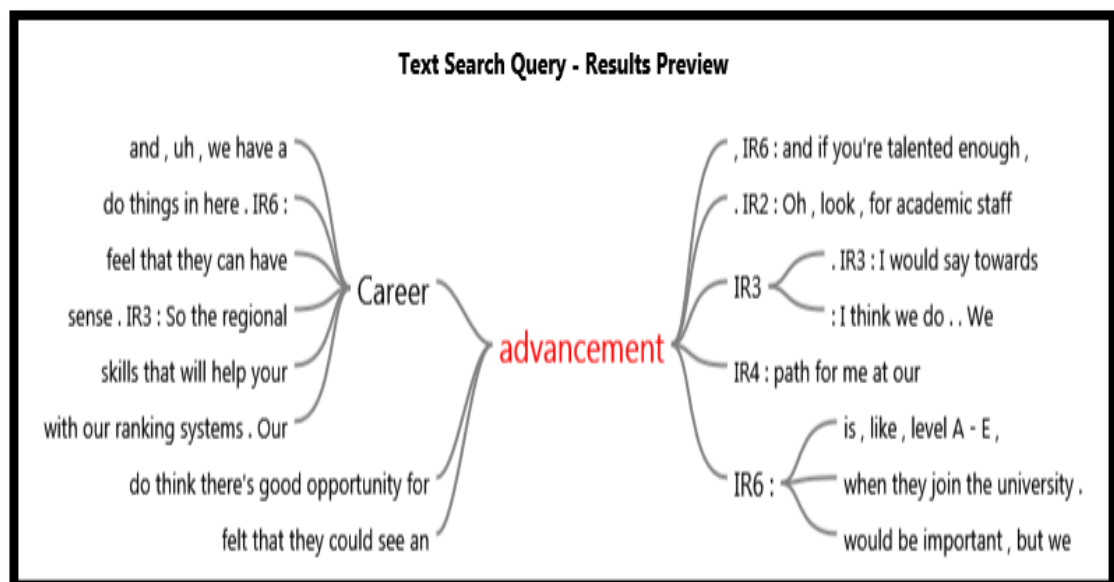 Text Search Query - Results Preview
and , uh , we have a
do things in here . IR6 :
feel that they can have
sense . IR3 : So the regional
skills that will help your
with our ranking systems . Our
Career
do think there's good opportunity for
felt that they could see an
advancement
, IR6 : and if you're talented enough ,
. IR2 : Oh , look , for academic staff
IR3
. IR3 : I would say towards
: I think we do . . We
IR4 : path for me at our
IR6 :
is , like , level A - E ,
when they join the university .
would be important , but we